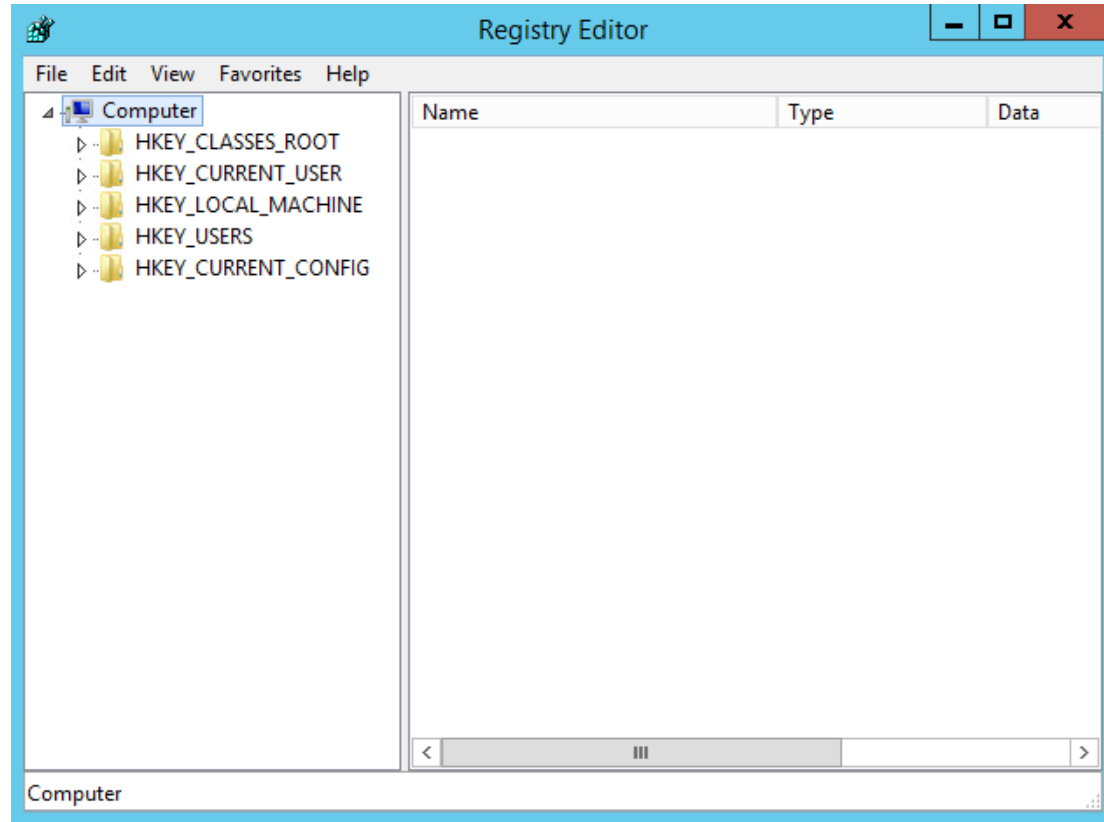 Registry Editor
File Edit View Favorites Help
Computer
Name Type Data
HKEY_CLASSES_ROOT
HKEY_CURRENT_USER
HKEY_LOCAL_MACHINE
HKEY_USERS
HKEY_CURRENT_CONFIG
Computer